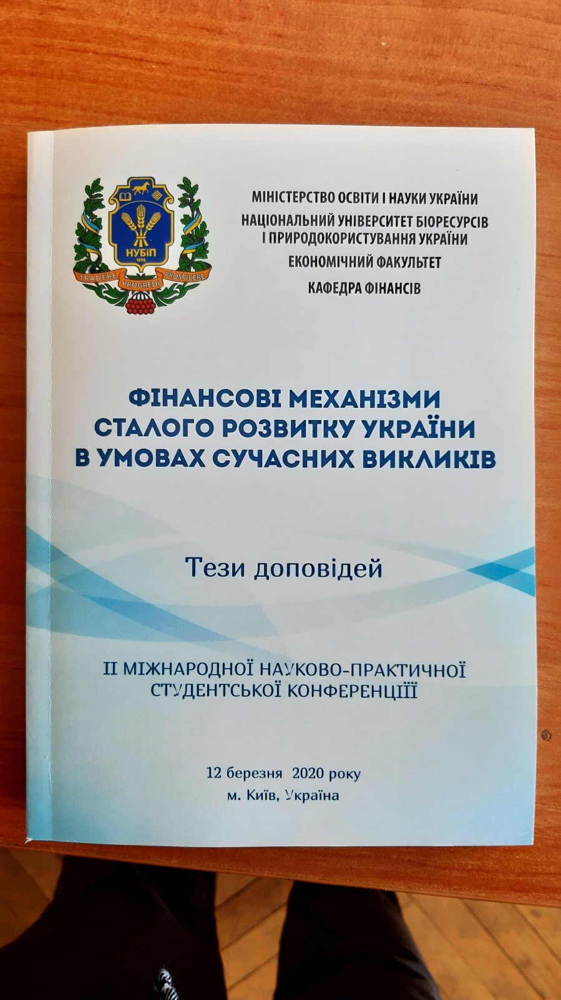 МІНІСТЕРСТВО ОСВІТИ І НАУКИ УКРАЇНИ
НАЦІОНАЛЬНИЙ УНІВЕРСИТЕТ БІОРЕСУРСІВ
І ПРИРОДОКОРИСТУВАННЯ УКРАЇНИ
ЕКОНОМІЧНИЙ ФАКУЛЬТЕТ
КАФЕДРА ФІНАНСІВ
НУБіП
1898
TRADERE
PROGREDI
PROSPICERE
ФІНАНСОВІ МЕХАНІЗМИ
СТАЛОГО РОЗВИТКУ УКРАЇНИ
В УМОВАХ СУЧАСНИХ ВИКЛИКІВ
Тези доповідей
ІІ МІЖНАРОДНОЇ НАУКОВО-ПРАКТИЧНОЇ
СТУДЕНТСЬКОЇ КОНФЕРЕНЦІЇЇ
12 березня 2020 року
м. Київ, Україна